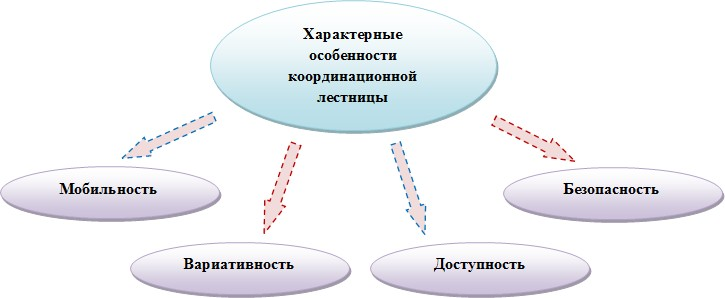 Характерные
особенности
координационной
лестницы
Мобильность
Безопасность
Вариативность
Доступность